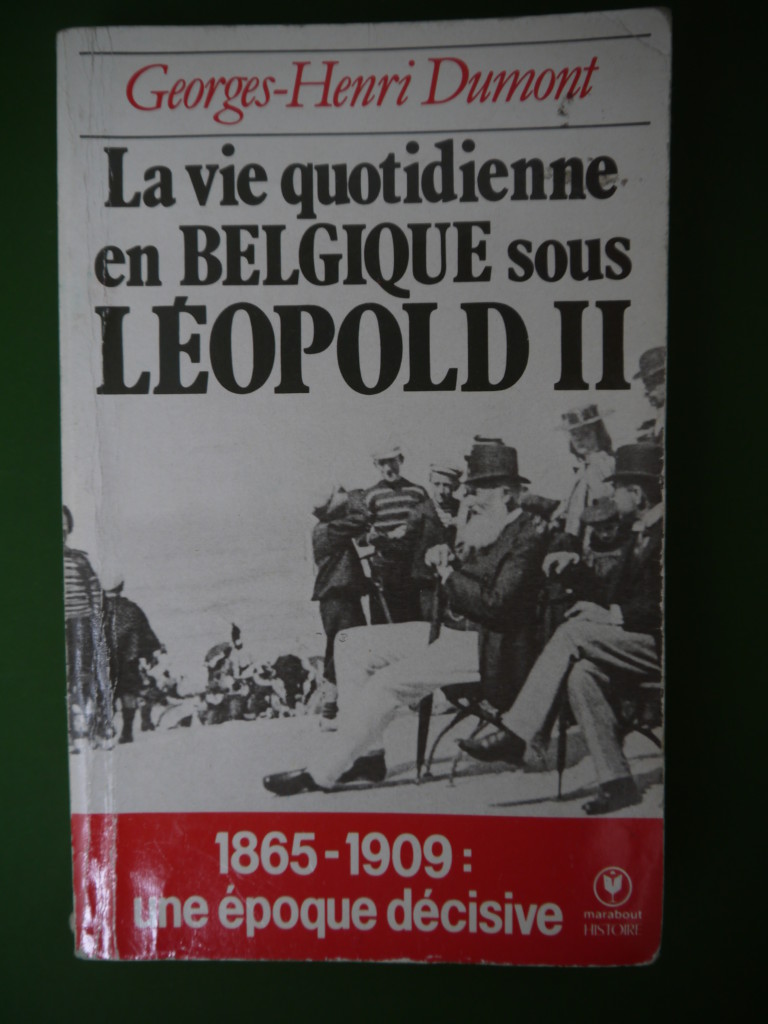 Georges-Henri Dumont
La vie quotidienne
en BELGIQUE sous
LÉOPOLD II
1865-1909 :
une époque décisive
marabout
HISTOIRE